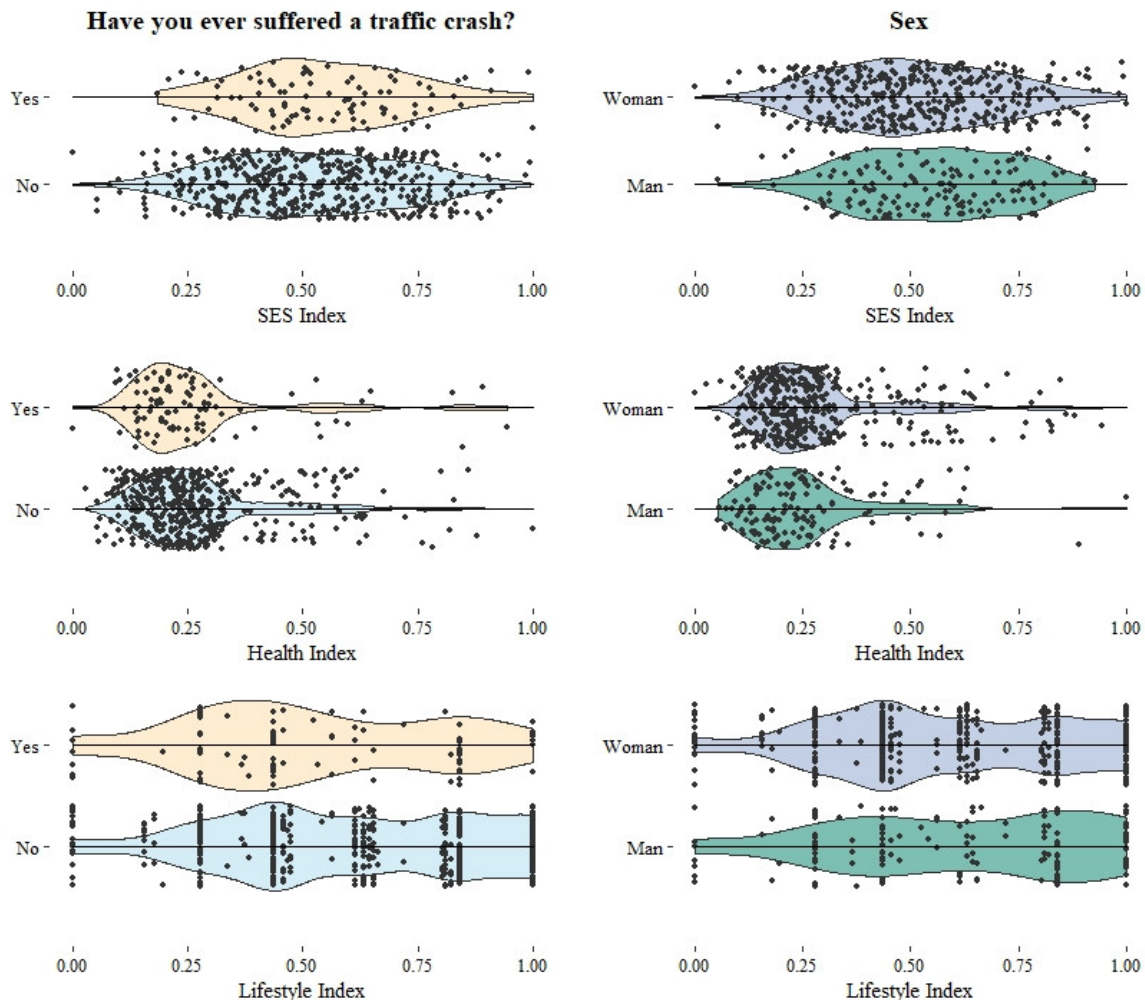 Have you ever suffered a traffic crash?
Sex
Yes
No
0.00 0.25 0.50 0.75 1.00
SES Index
Woman
Man
0.00 0.25 0.50 0.75 1.00
SES Index
Yes
No
0.00 0.25 0.50 0.75 1.00
Health Index
Woman
Man
0.00 0.25 0.50 0.75 1.00
Health Index
Yes
No
0.00 0.25 0.50 0.75 1.00
Lifestyle Index
Woman
Man
0.00 0.25 0.50 0.75 1.00
Lifestyle Index